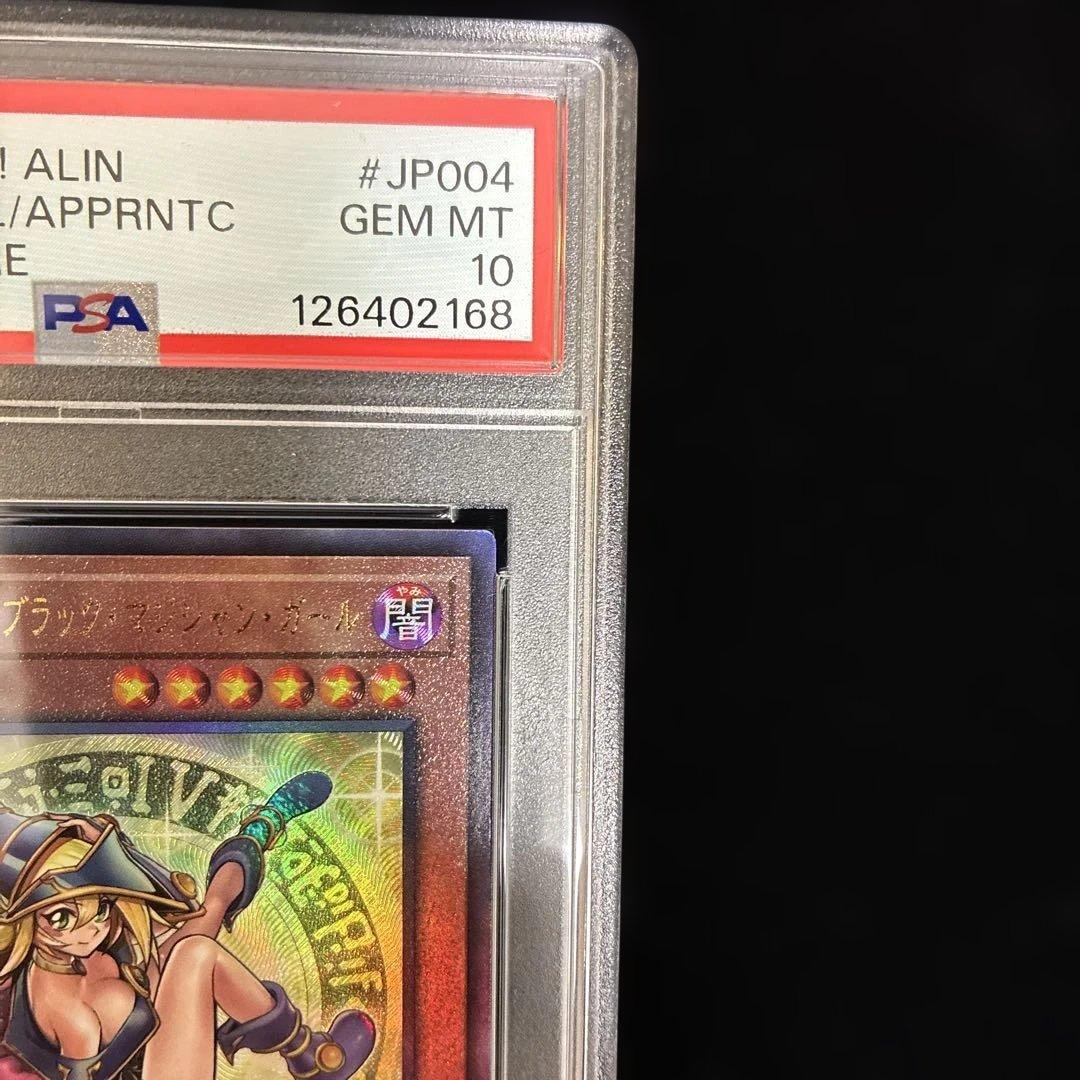 ! ALIN #JP004
L/APPRNTC GEM MT
E 10
PSA 126402168
ブラック・マジシャン・ガール
やみ
闇